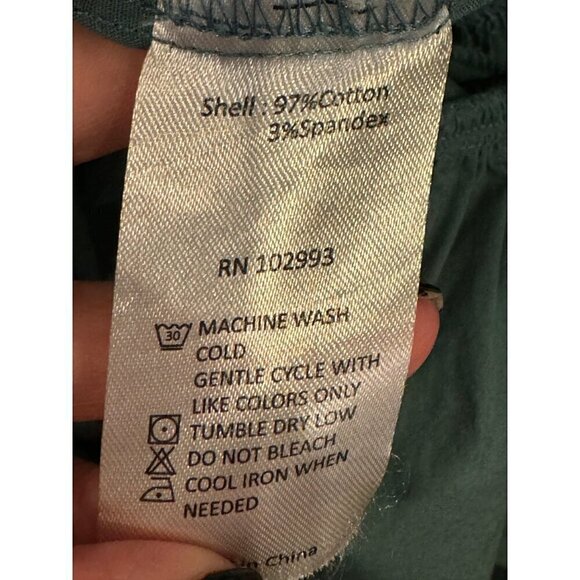 Shell : 97%Cotton
3%Spandex
RN 102993
30
MACHINE WASH
COLD
GENTLE CYCLE WITH
LIKE COLORS ONLY
TUMBLE DRY LOW
DO NOT BLEACH
COOL IRON WHEN
NEEDED
in China